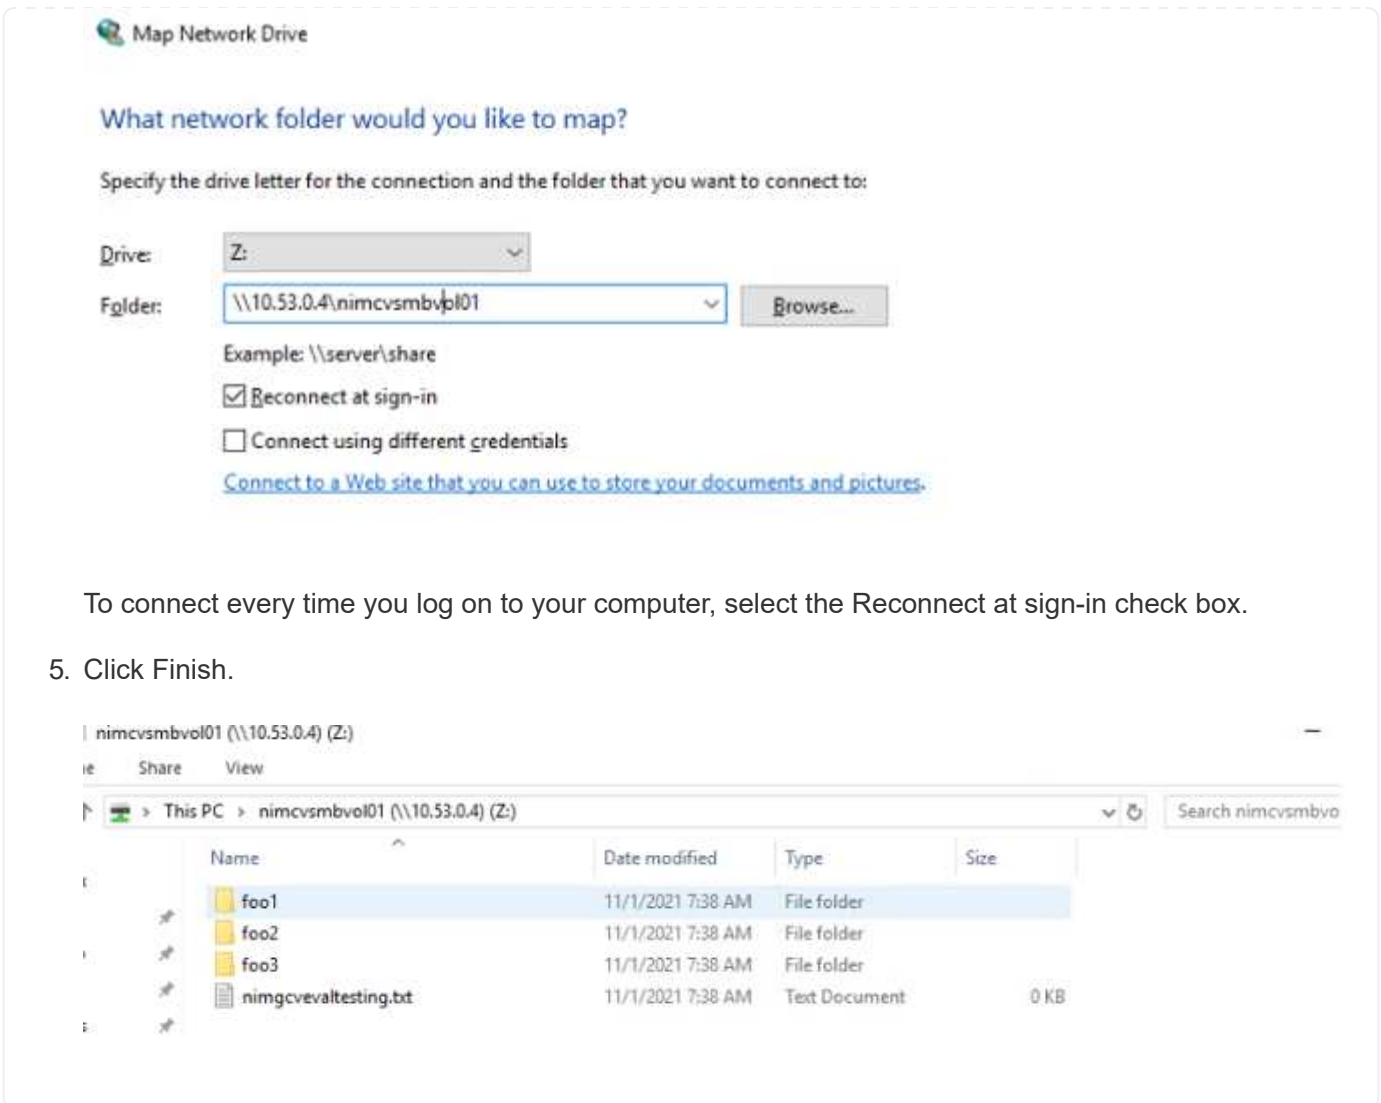 Map Network Drive
What network folder would you like to map?
Specify the drive letter for the connection and the folder that you want to connect to:
Drive: Z:
Folder: \\10.53.0.4\nimcvsmbvol01 Browse...
Example: \\server\share
Reconnect at sign-in
Connect using different credentials
Connect to a Web site that you can use to store your documents and pictures.
To connect every time you log on to your computer, select the Reconnect at sign-in check box.
5. Click Finish.
nimcvsmbvol01 (\\10.53.0.4) (Z:)
Share View
This PC > nimcvsmbvol01 (\\10.53.0.4) (Z:) Search nimcvsmbvo
Name Date modified Type Size
foo1 11/1/2021 7:38 AM File folder
foo2 11/1/2021 7:38 AM File folder
foo3 11/1/2021 7:38 AM File folder
nimgcvevaltesting.txt 11/1/2021 7:38 AM Text Document 0 KB